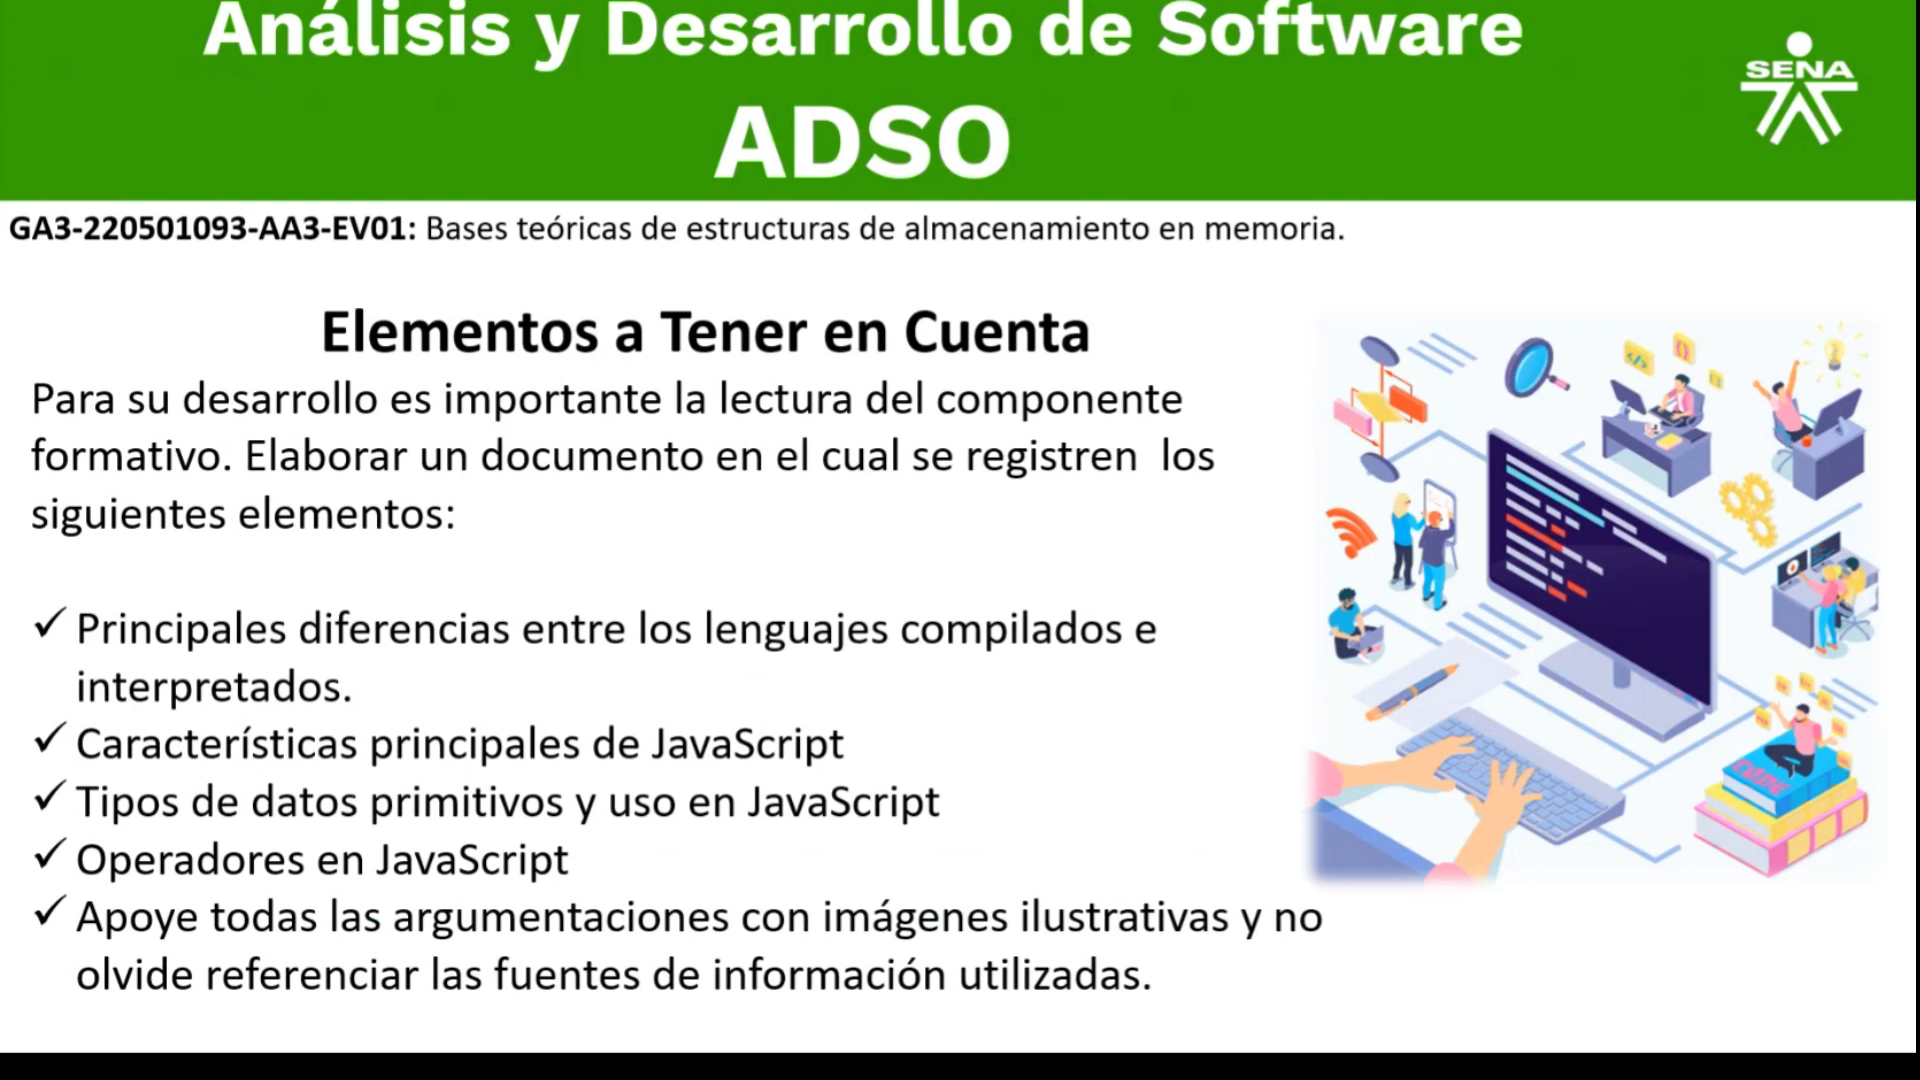 Análisis y Desarrollo de Software
ADSO
SENA
GA3-220501093-AA3-EV01: Bases teóricas de estructuras de almacenamiento en memoria.
Elementos a Tener en Cuenta
Para su desarrollo es importante la lectura del componente
formativo. Elaborar un documento en el cual se registren los
siguientes elementos:
✓ Principales diferencias entre los lenguajes compilados e
interpretados.
✓ Características principales de JavaScript
✓ Tipos de datos primitivos y uso en JavaScript
✓ Operadores en JavaScript
✓ Apoye todas las argumentaciones con imágenes ilustrativas y no
olvide referenciar las fuentes de información utilizadas.
CODE